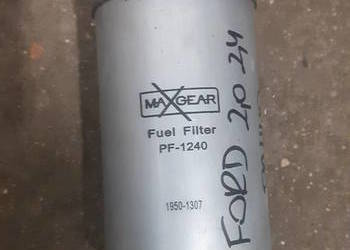 MAXGEAR
Fuel Filter
PF-1240
1950-1307
FORD 2,0 2,4